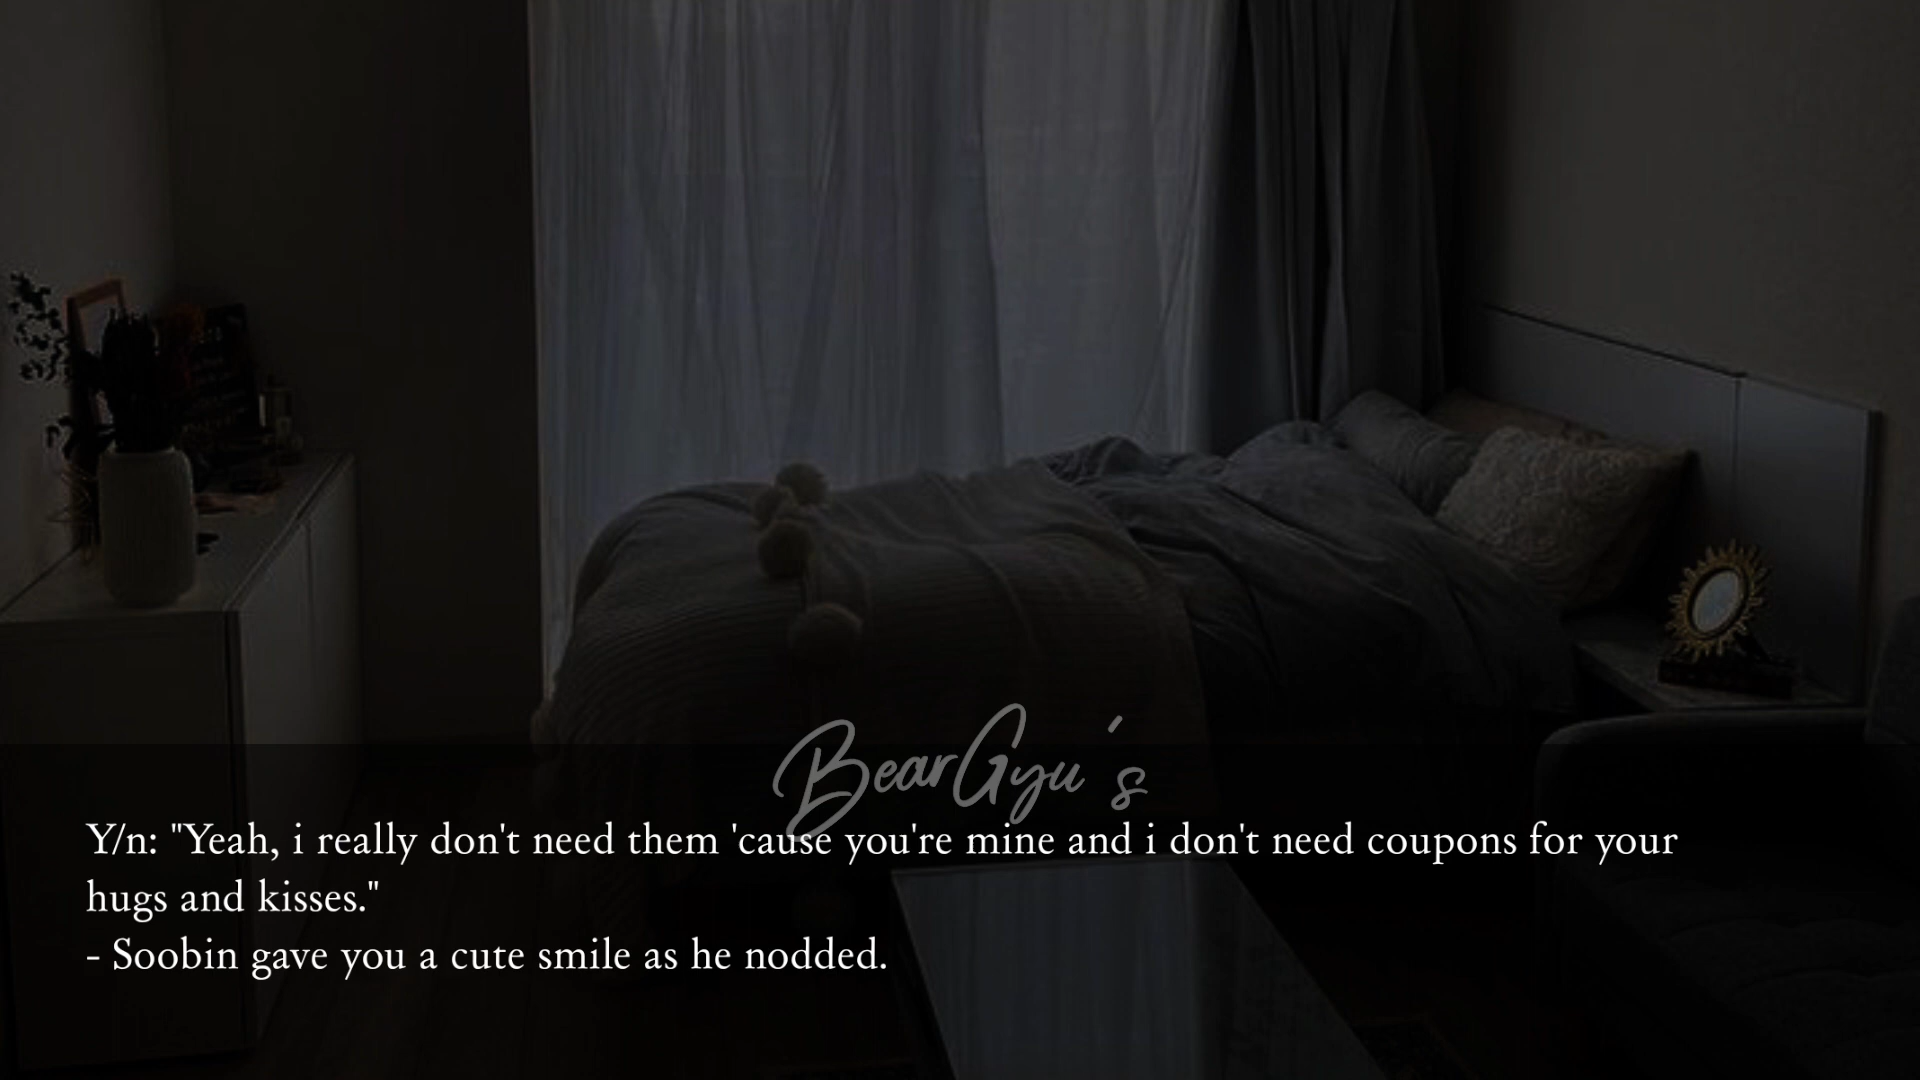 BearGyu's
Y/n: "Yeah, i really don't need them 'cause you're mine and i don't need coupons for your
hugs and kisses."
- Soobin gave you a cute smile as he nodded.